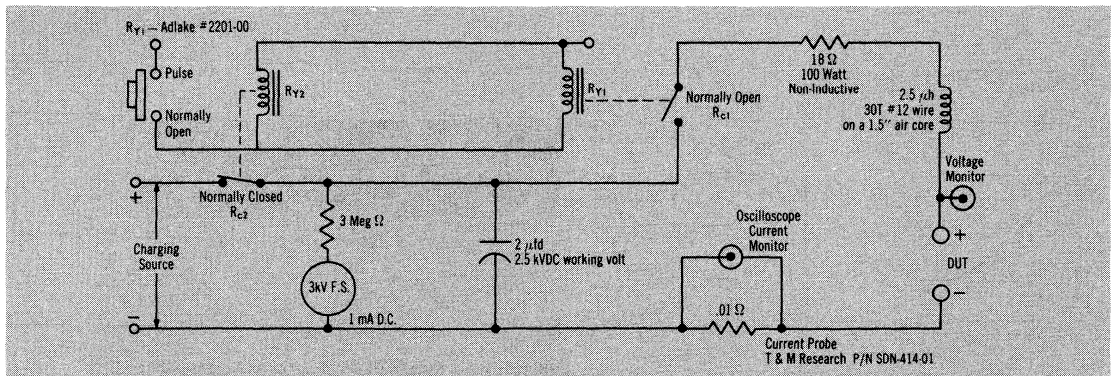 RY1 — Adlake #2201-00
Pulse
Normally
Open
RY2
RY1
Normally Open
Rc1
18 Ω
100 Watt
Non-Inductive
2.5 μh
30T #12 wire
on a 1.5″ air core
Voltage
Monitor
+
Normally Closed
Rc2
Charging
Source
−
3 Meg Ω
3kV F.S.
1 mA D.C.
2 μfd
2.5 kVDC working volt
Oscilloscope
Current
Monitor
.01 Ω
+
DUT
−
Current Probe
T & M Research P/N SDN-414-01